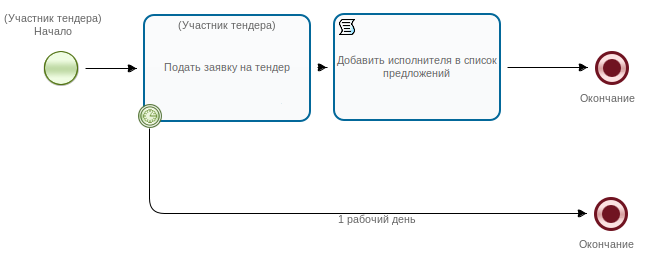 (Участник тендера)
Начало
(Участник тендера)
Подать заявку на тендер
Добавить исполнителя в список
предложений
Окончание
1 рабочий день
Окончание